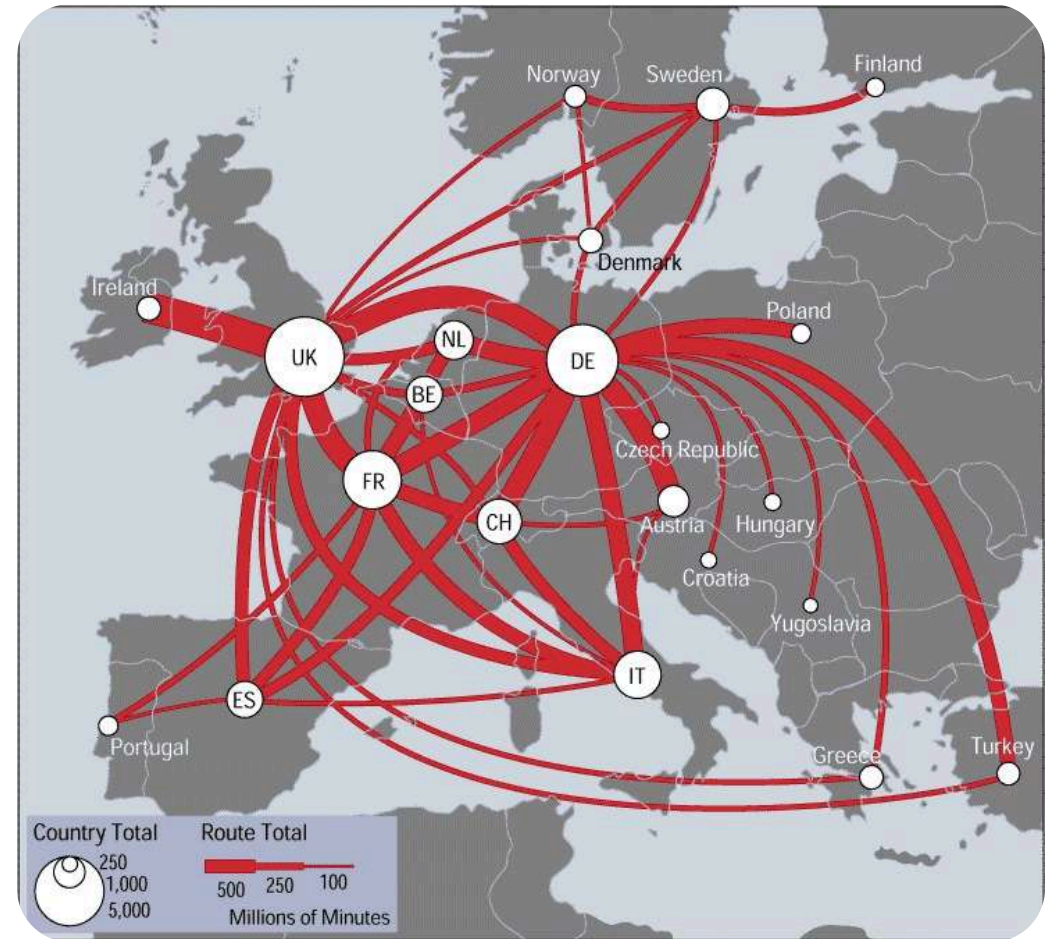 Norway
Sweden
Finland
Denmark
Ireland
Poland
UK
NL
DE
BE
Czech Republic
FR
CH
Austria
Hungary
Croatia
Yugoslavia
IT
ES
Portugal
Greece
Turkey
Country Total
250
1,000
5,000
Route Total
500 250 100
Millions of Minutes